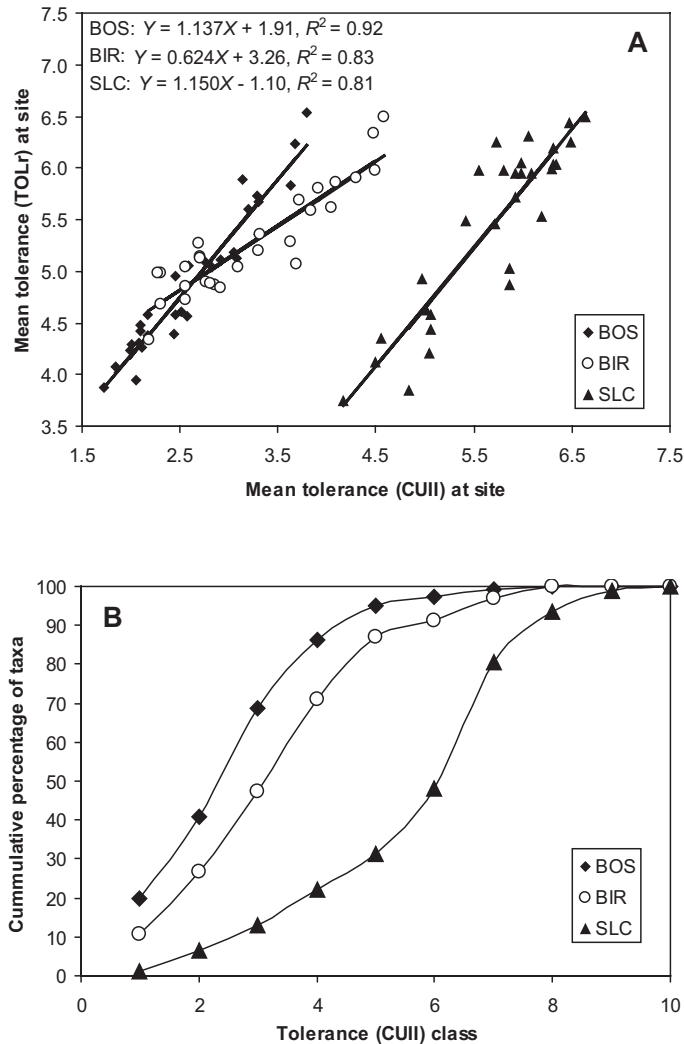 7.5
BOS: Y = 1.137X + 1.91, R² = 0.92
A
7.0
BIR: Y = 0.624X + 3.26, R² = 0.83
SLC: Y = 1.150X - 1.10, R² = 0.81
6.5
6.0
5.5
5.0
4.5
4.0
3.5
Mean tolerance (TOLr) at site
BOS
BIR
SLC
1.5 2.5 3.5 4.5 5.5 6.5 7.5
Mean tolerance (CUII) at site
100
B
90
80
70
60
50
40
30
20
10
0
Cummulative percentage of taxa
BOS
BIR
SLC
0 2 4 6 8 10
Tolerance (CUII) class